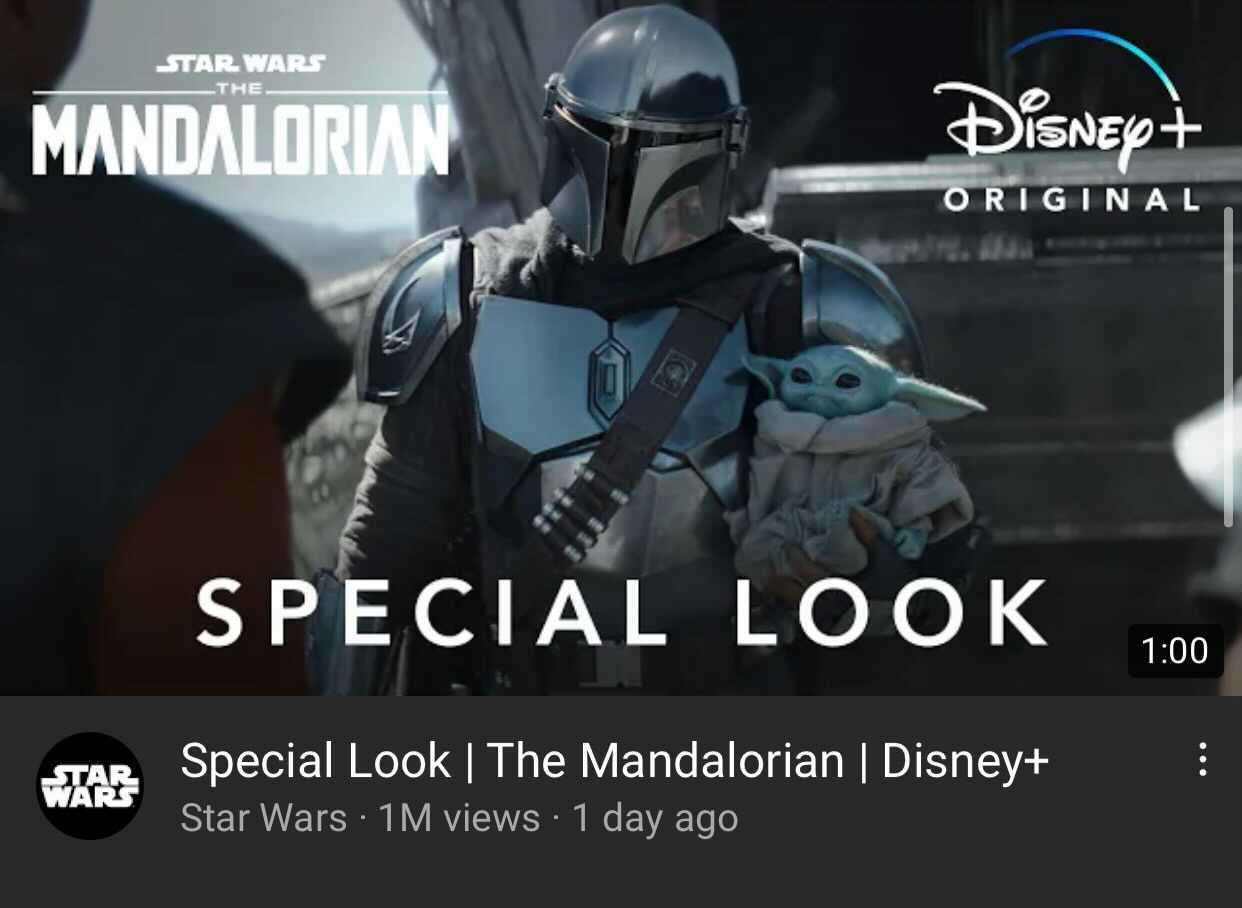 STAR WARS
THE
MANDALORIAN
Disney+
ORIGINAL
SPECIAL LOOK
1:00
STAR
WARS
Special Look | The Mandalorian | Disney+
Star Wars · 1M views · 1 day ago